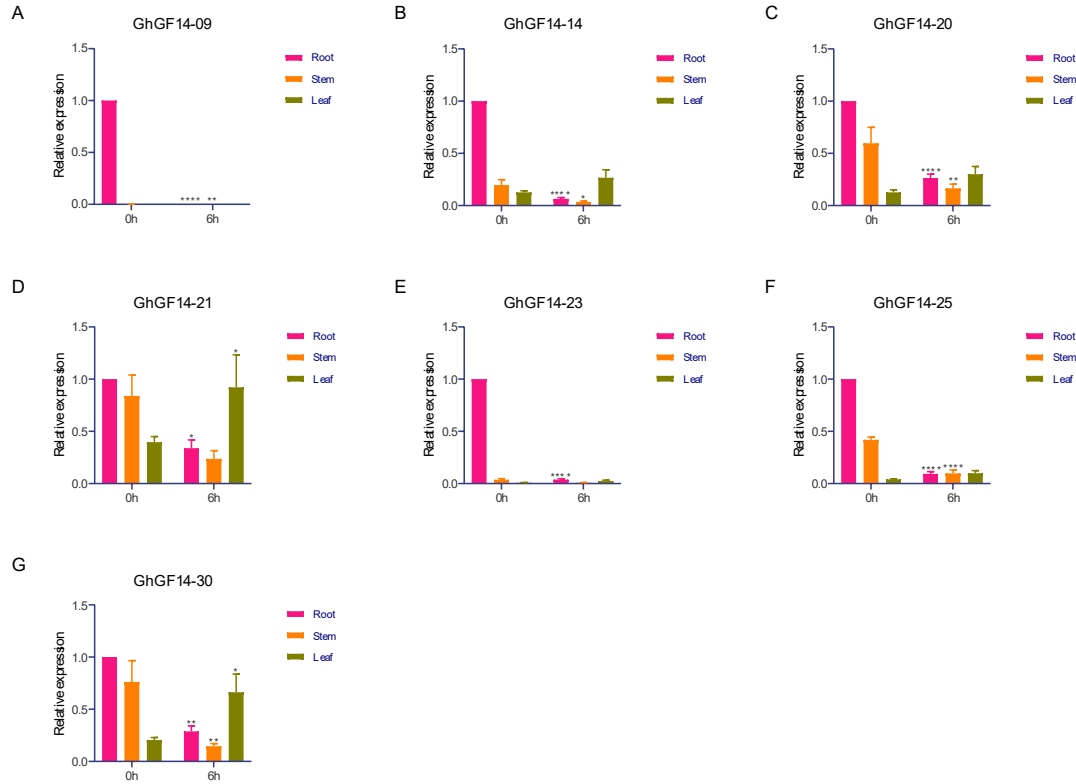 A
GhGF14-09
Relative expression
1.5
1.0
0.5
0.0
**** **
0h
6h
Root
Stem
Leaf
B
GhGF14-14
Relative expression
1.5
1.0
0.5
0.0
****
*
0h
6h
Root
Stem
Leaf
C
GhGF14-20
Relative expression
1.5
1.0
0.5
0.0
****
**
0h
6h
Root
Stem
Leaf
D
GhGF14-21
Relative expression
1.5
1.0
0.5
0.0
*
*
0h
6h
Root
Stem
Leaf
E
GhGF14-23
Relative expression
1.5
1.0
0.5
0.0
****
0h
6h
Root
Stem
Leaf
F
GhGF14-25
Relative expression
1.5
1.0
0.5
0.0
**** ****
0h
6h
Root
Stem
Leaf
G
GhGF14-30
Relative expression
1.5
1.0
0.5
0.0
**
**
*
0h
6h
Root
Stem
Leaf